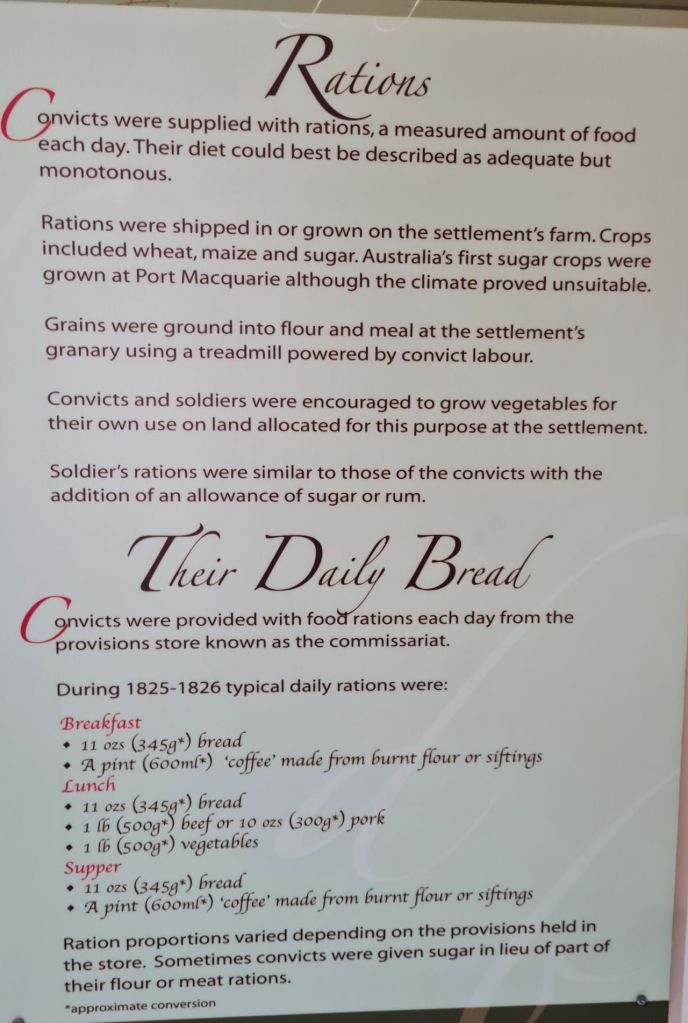 Rations
Convicts were supplied with rations, a measured amount of food
each day. Their diet could best be described as adequate but
monotonous.
Rations were shipped in or grown on the settlement's farm. Crops
included wheat, maize and sugar. Australia's first sugar crops were
grown at Port Macquarie although the climate proved unsuitable.
Grains were ground into flour and meal at the settlement's
granary using a treadmill powered by convict labour.
Convicts and soldiers were encouraged to grow vegetables for
their own use on land allocated for this purpose at the settlement.
Soldier's rations were similar to those of the convicts with the
addition of an allowance of sugar or rum.
Their Daily Bread
Convicts were provided with food rations each day from the
provisions store known as the commissariat.
During 1825-1826 typical daily rations were:
Breakfast
• 11 ozs (345g*) bread
• A pint (600ml*) 'coffee' made from burnt flour or siftings
Lunch
• 11 ozs (345g*) bread
• 1 lb (500g*) beef or 10 ozs (300g*) pork
• 1 lb (500g*) vegetables
Supper
• 11 ozs (345g*) bread
• A pint (600ml*) 'coffee' made from burnt flour or siftings
Ration proportions varied depending on the provisions held in
the store. Sometimes convicts were given sugar in lieu of part of
their flour or meat rations.
*approximate conversion